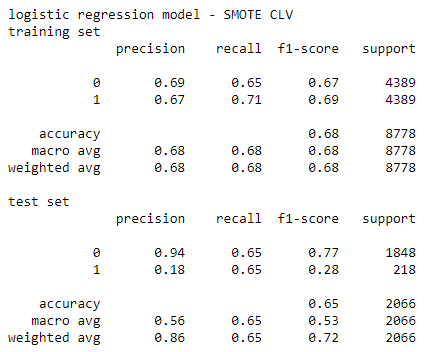 logistic regression model - SMOTE CLV
training set
precision recall f1-score support
0 0.69 0.65 0.67 4389
1 0.67 0.71 0.69 4389
accuracy 0.68 8778
macro avg 0.68 0.68 0.68 8778
weighted avg 0.68 0.68 0.68 8778
test set
precision recall f1-score support
0 0.94 0.65 0.77 1848
1 0.18 0.65 0.28 218
accuracy 0.65 2066
macro avg 0.56 0.65 0.53 2066
weighted avg 0.86 0.65 0.72 2066